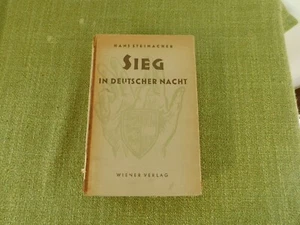 HANS STEINACHER
SIEG
IN DEUTSCHER NACHT
WIENER VERLAG